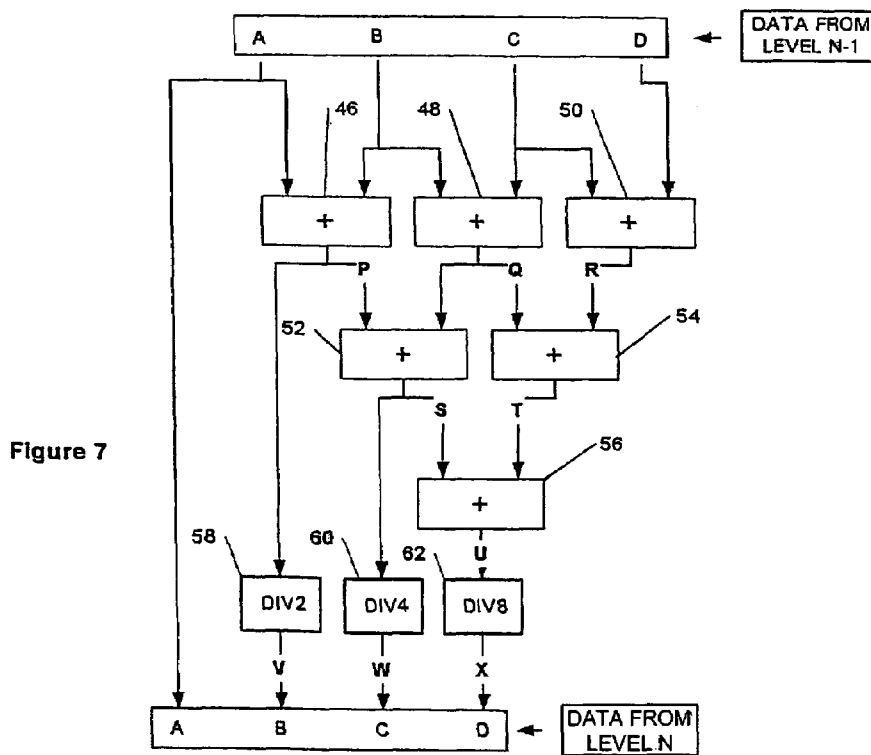 A B C D
DATA FROM
LEVEL N-1
46 48 50
+ + +
P Q R
52 54
+ +
S T
Figure 7
56
+
58 60 62 U
DIV2 DIV4 DIV8
V W X
A B C D
DATA FROM
LEVEL N